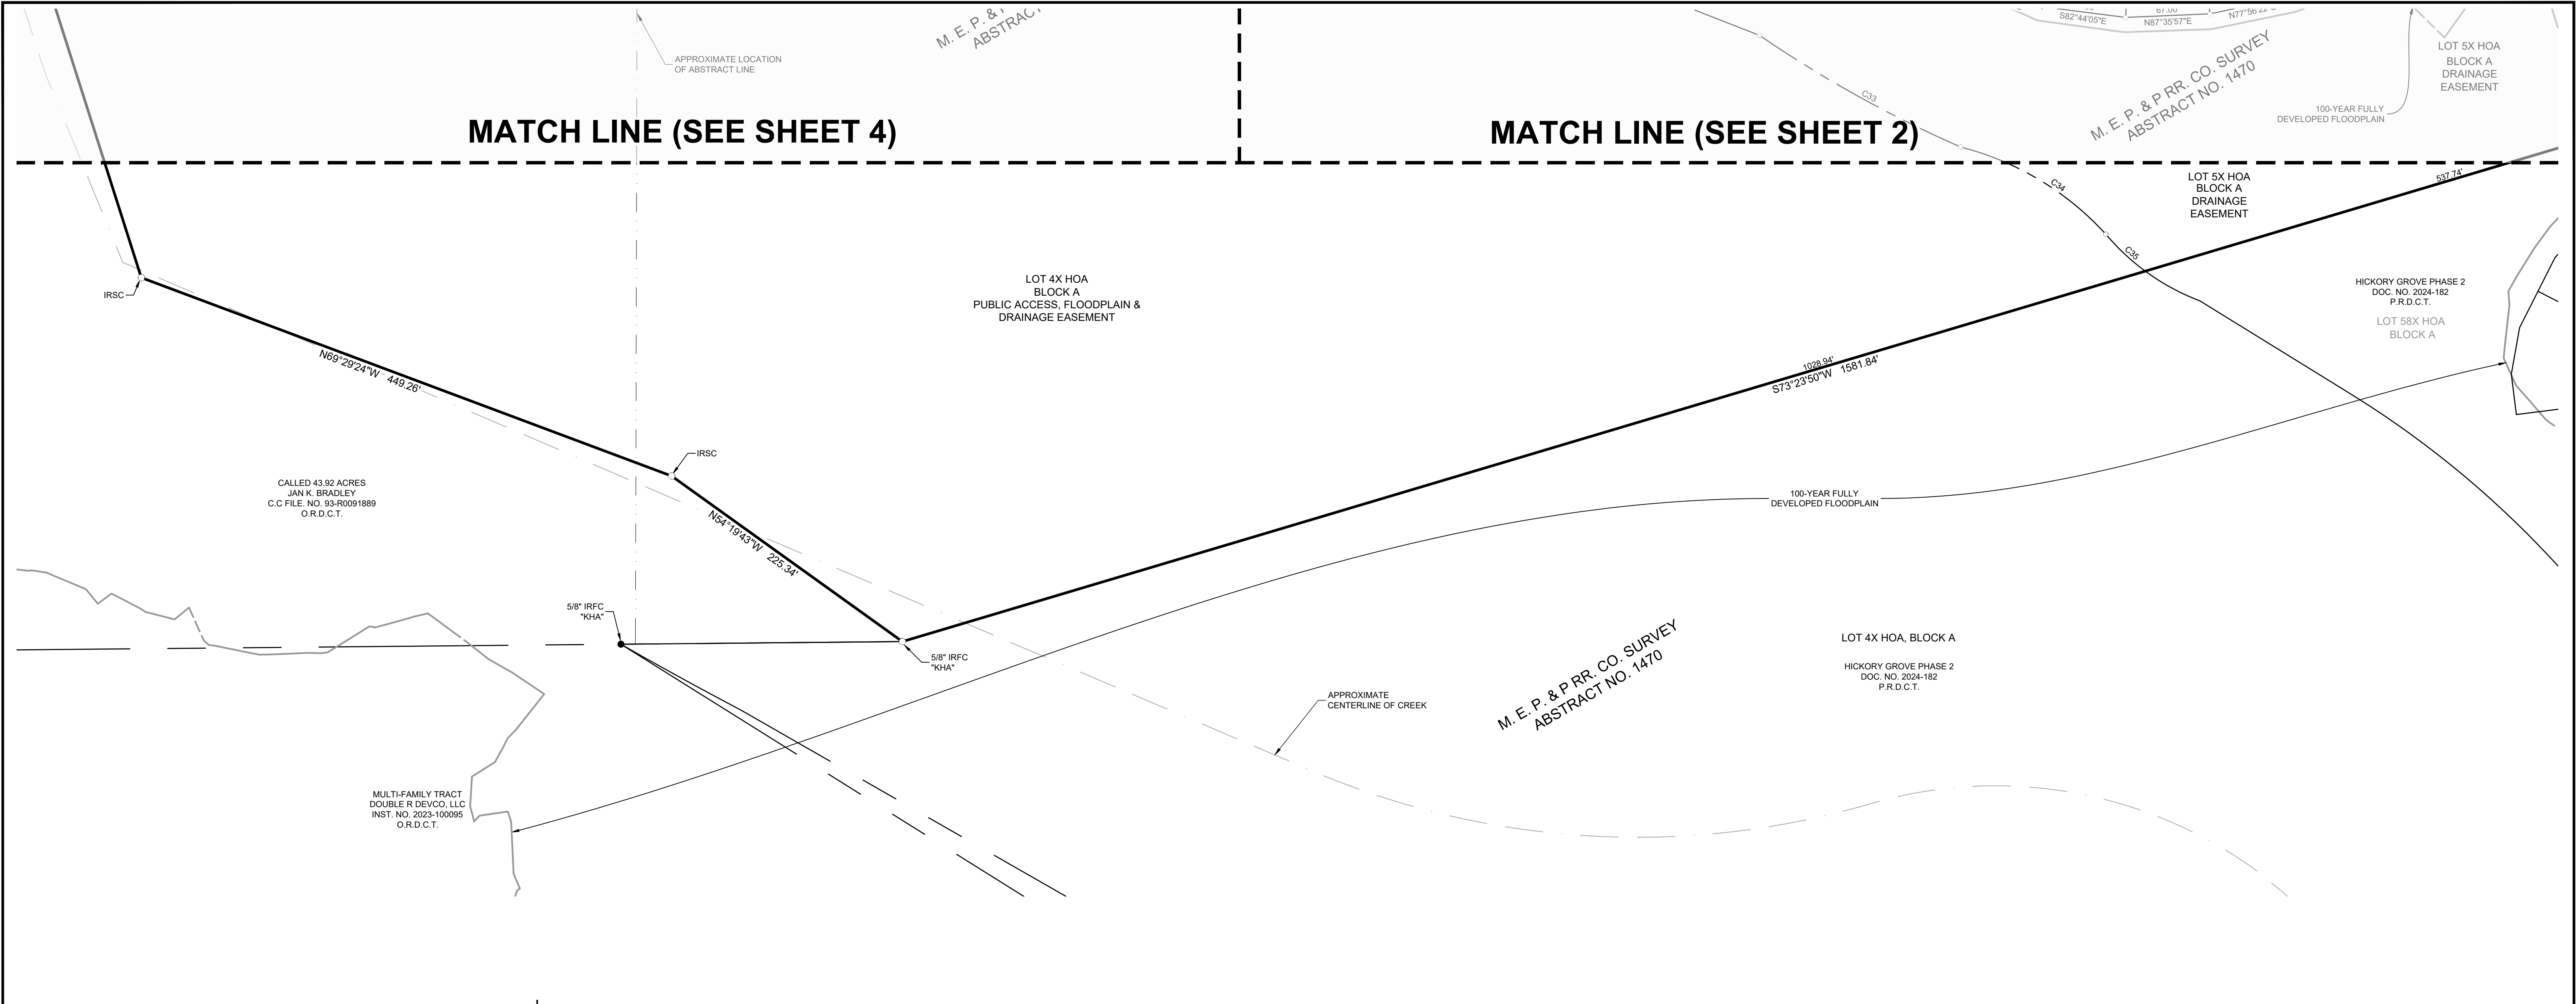 APPROXIMATE LOCATION
OF ABSTRACT LINE
M. E. P. &
ABSTRAC
S82°44'05"E
67.00'
N87°35'57"E
N77°56'22"E
LOT 5X HOA
BLOCK A
DRAINAGE
EASEMENT
M. E. P. & P RR. CO. SURVEY
ABSTRACT NO. 1470
100-YEAR FULLY
DEVELOPED FLOODPLAIN
C33
MATCH LINE (SEE SHEET 4)
MATCH LINE (SEE SHEET 2)
C34
LOT 5X HOA
BLOCK A
DRAINAGE
EASEMENT
537.74'
C35
IRSC
LOT 4X HOA
BLOCK A
PUBLIC ACCESS, FLOODPLAIN &
DRAINAGE EASEMENT
HICKORY GROVE PHASE 2
DOC. NO. 2024-182
P.R.D.C.T.
LOT 58X HOA
BLOCK A
N69°29'24"W 449.26'
1028.94'
S73°23'50"W 1581.84'
IRSC
CALLED 43.92 ACRES
JAN K. BRADLEY
C.C FILE. NO. 93-R0091889
O.R.D.C.T.
100-YEAR FULLY
DEVELOPED FLOODPLAIN
N54°19'43"W 225.34'
5/8" IRFC
"KHA"
5/8" IRFC
"KHA"
M. E. P. & P RR. CO. SURVEY
ABSTRACT NO. 1470
LOT 4X HOA, BLOCK A
HICKORY GROVE PHASE 2
DOC. NO. 2024-182
P.R.D.C.T.
APPROXIMATE
CENTERLINE OF CREEK
MULTI-FAMILY TRACT
DOUBLE R DEVCO, LLC
INST. NO. 2023-100095
O.R.D.C.T.